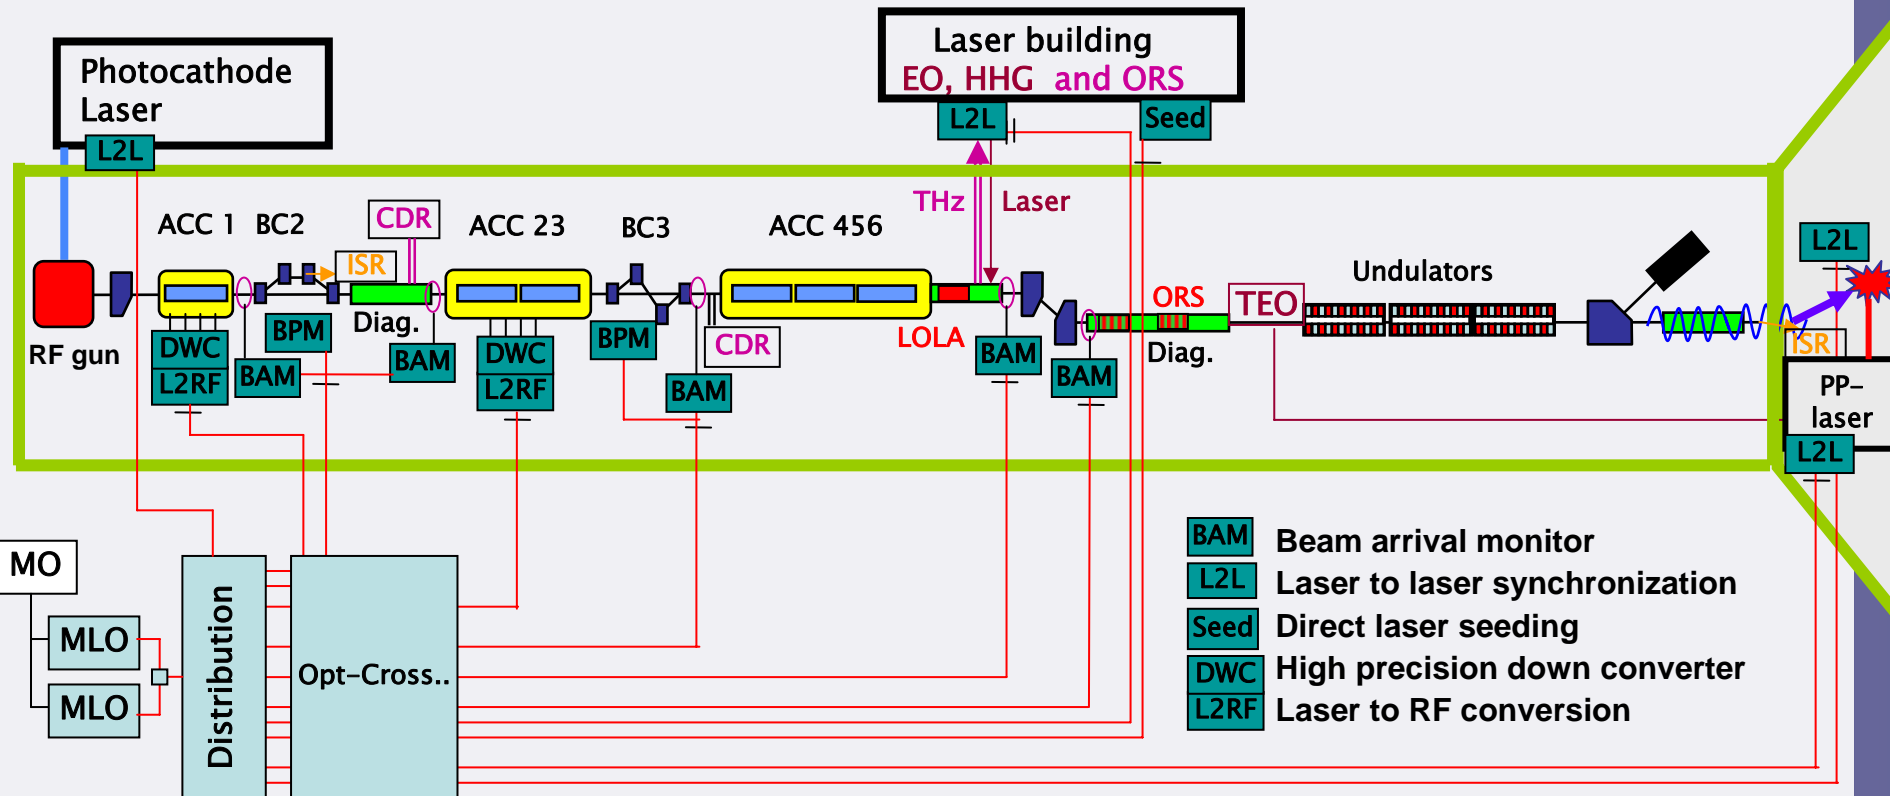 Photocathode
Laser
L2L
Laser building
EO, HHG and ORS
L2L
Seed
THz
Laser
ACC 1
BC2
CDR
ISR
ACC 23
BC3
ACC 456
L2L
RF gun
DWC
L2RF
BPM
BAM
Diag.
BAM
DWC
L2RF
BPM
CDR
BAM
LOLA
BAM
BAM
ORS
Diag.
TEO
Undulators
ISR
PP-
laser
L2L
MO
MLO
MLO
Distribution
Opt-Cross..
BAM Beam arrival monitor
L2L Laser to laser synchronization
Seed Direct laser seeding
DWC High precision down converter
L2RF Laser to RF conversion